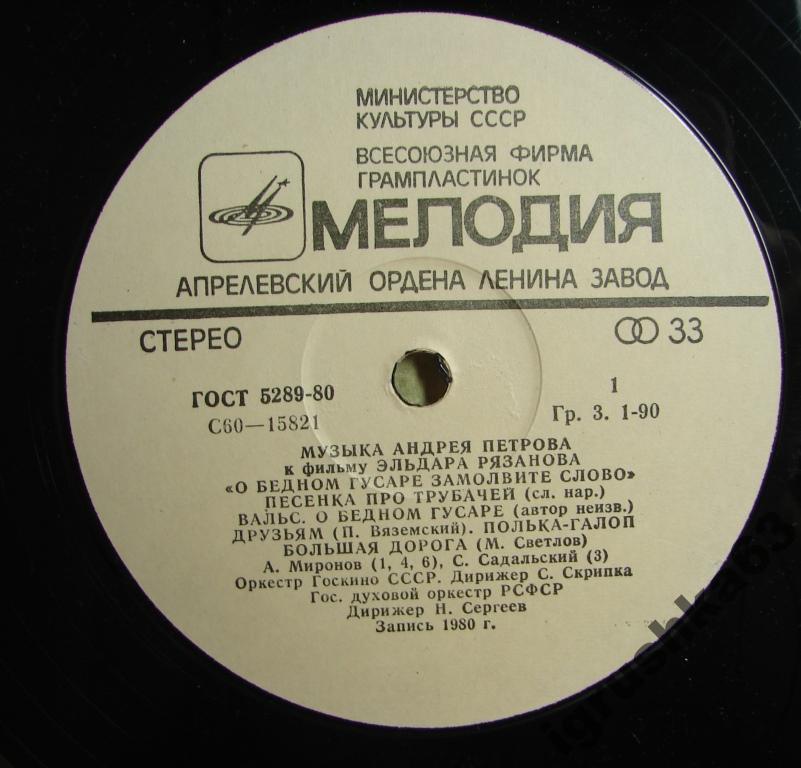 МИНИСТЕРСТВО
КУЛЬТУРЫ СССР
ВСЕСОЮЗНАЯ ФИРМА
ГРАМПЛАСТИНОК
МЕЛОДИЯ
АПРЕЛЕВСКИЙ ОРДЕНА ЛЕНИНА ЗАВОД
СТЕРЕО 33
ГОСТ 5289-80 1
С60—15821 Гр. 3. 1-90
МУЗЫКА АНДРЕЯ ПЕТРОВА
к фильму ЭЛЬДАРА РЯЗАНОВА
«О БЕДНОМ ГУСАРЕ ЗАМОЛВИТЕ СЛОВО»
ПЕСЕНКА ПРО ТРУБАЧЕЙ (сл. нар.)
ВАЛЬС. О БЕДНОМ ГУСАРЕ (автор неизв.)
ДРУЗЬЯМ (П. Вяземский). ПОЛЬКА-ГАЛОП
БОЛЬШАЯ ДОРОГА (М. Светлов)
А. Миронов (1, 4, 6), С. Садальский (3)
Оркестр Госкино СССР. Дирижер С. Скрипка
Гос. духовой оркестр РСФСР
Дирижер Н. Сергеев
Запись 1980 г.
igrushka63